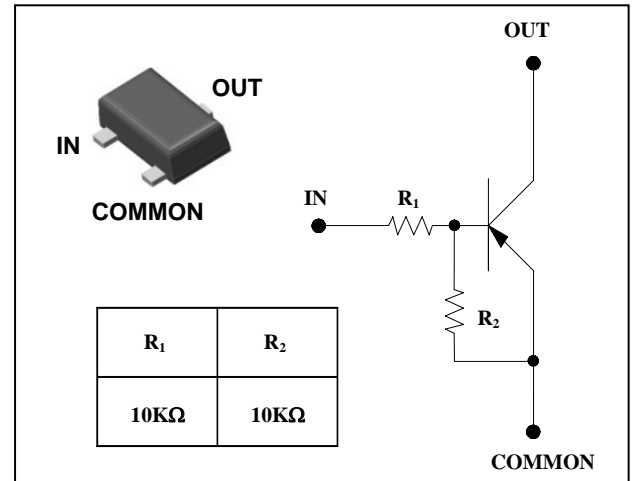 OUT
OUT
IN
COMMON
IN
R₁
R₂
R₁ R₂
10KΩ 10KΩ
COMMON